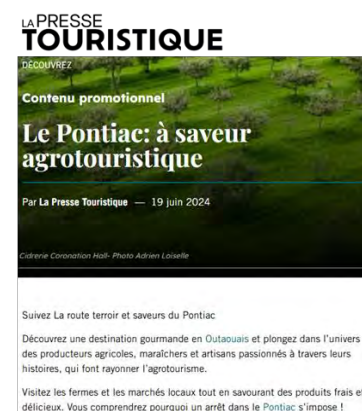 LA PRESSE
TOURISTIQUE
DÉCOUVREZ
Contenu promotionnel
Le Pontiac: à saveur
agrotouristique
Par La Presse Touristique — 19 juin 2024
Cidrerie Coronation Hall- Photo Adrien Loiselle
Suivez La route terroir et saveurs du Pontiac
Découvrez une destination gourmande en Outaouais et plongez dans l'univers
des producteurs agricoles, maraîchers et artisans passionnés à travers leurs
histoires, qui font rayonner l'agrotourisme.
Visitez les fermes et les marchés locaux tout en savourant des produits frais et
délicieux. Vous comprendrez pourquoi un arrêt dans le Pontiac s'impose !